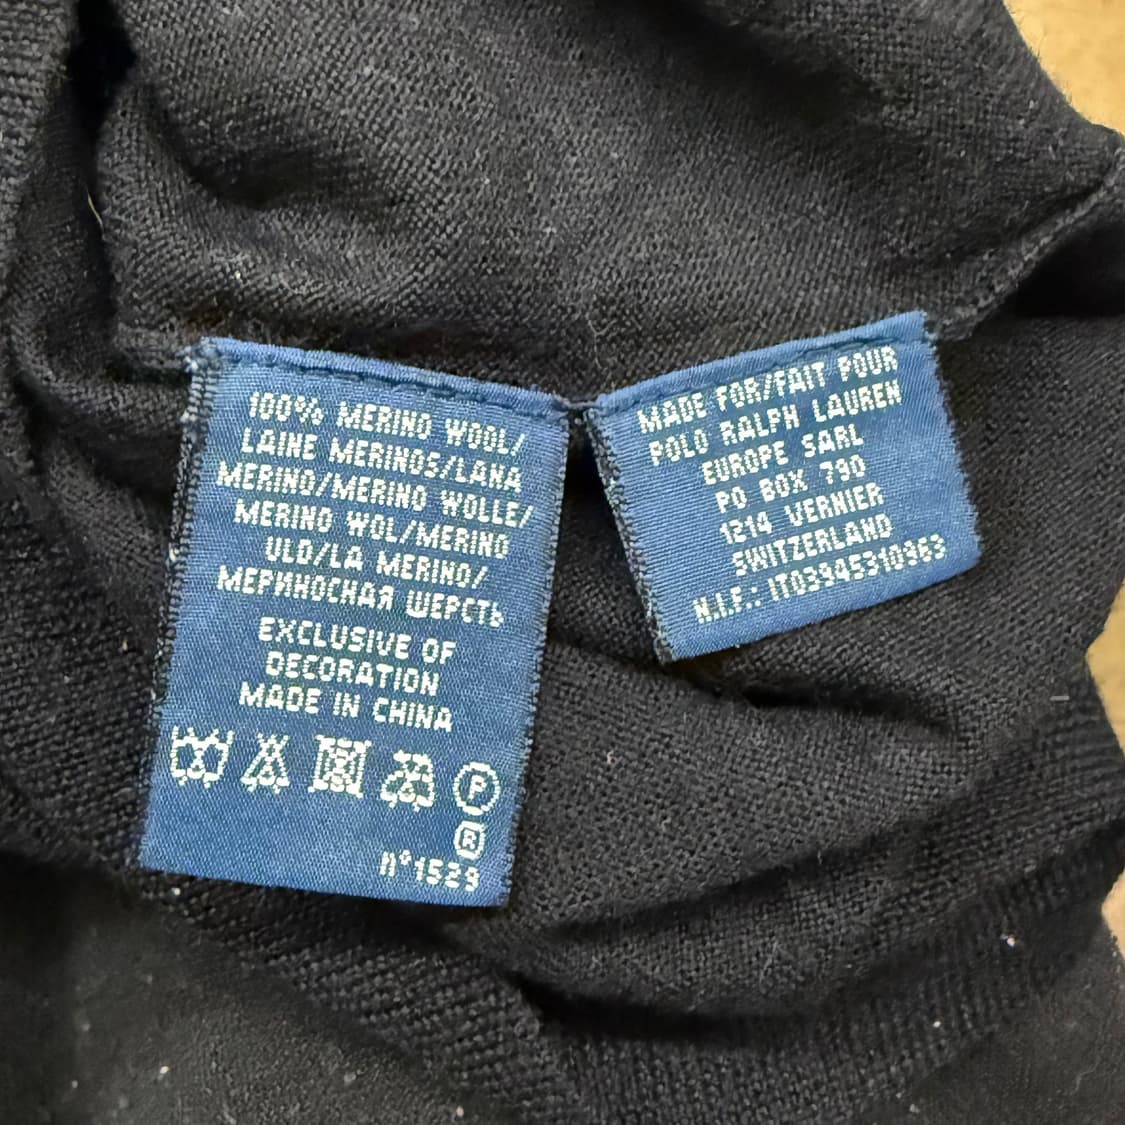 100% MERINO WOOL/
LAINE MERINOS/LANA
MERINO/MERINO WOLLE/
MERINO WOL/MERINO
ULD/LA MERINO/
МЕРИНОСНАЯ ШЕРСТЬ
EXCLUSIVE OF
DECORATION
MADE IN CHINA
P
R
n°1529
MADE FOR/FAIT POUR
POLO RALPH LAUREN
EUROPE SARL
PO BOX 790
1214 VERNIER
SWITZERLAND
N.I.F.: IT03945310963